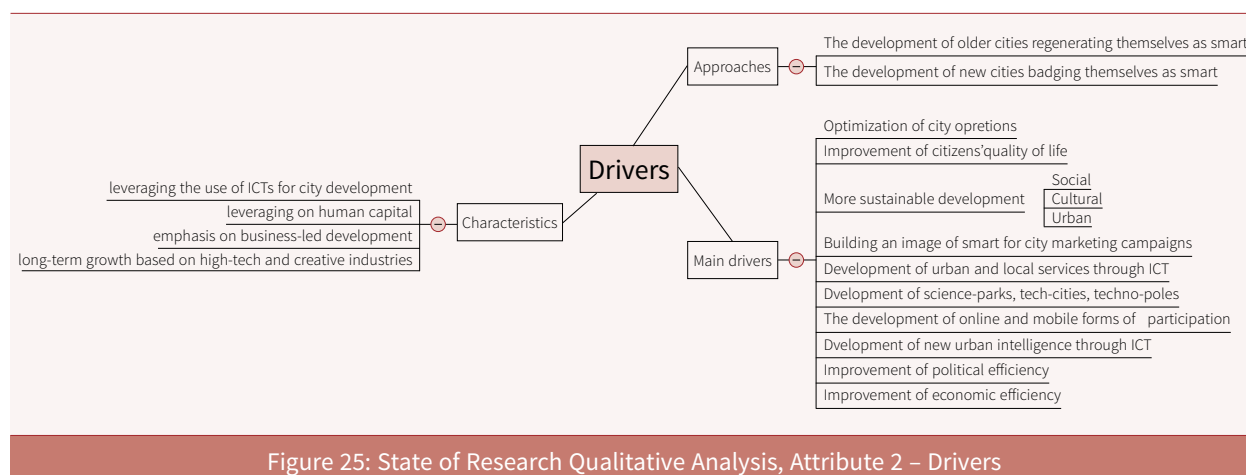 Drivers
Approaches
The development of older cities regenerating themselves as smart
The development of new cities badging themselves as smart
Main drivers
Optimization of city opretions
Improvement of citizens'quality of life
More sustainable development
Social
Cultural
Urban
Building an image of smart for city marketing campaigns
Development of urban and local services through ICT
Dvelopment of science-parks, tech-cities, techno-poles
The development of online and mobile forms of participation
Dvelopment of new urban intelligence through ICT
Improvement of political efficiency
Improvement of economic efficiency
Characteristics
leveraging the use of ICTs for city development
leveraging on human capital
emphasis on business-led development
long-term growth based on high-tech and creative industries
Figure 25: State of Research Qualitative Analysis, Attribute 2 – Drivers